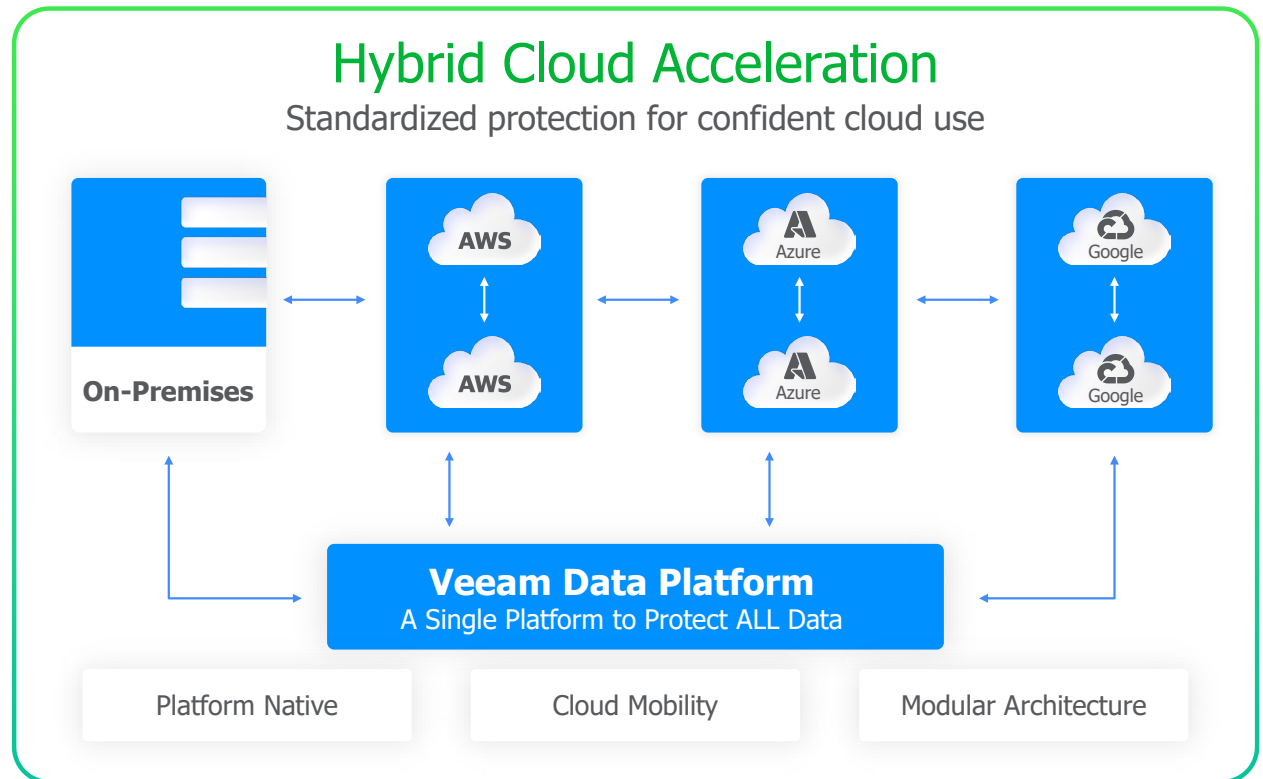 Hybrid Cloud Acceleration
Standardized protection for confident cloud use
AWS
Azure
Google
AWS
Azure
Google
On-Premises
Veeam Data Platform
A Single Platform to Protect ALL Data
Platform Native
Cloud Mobility
Modular Architecture